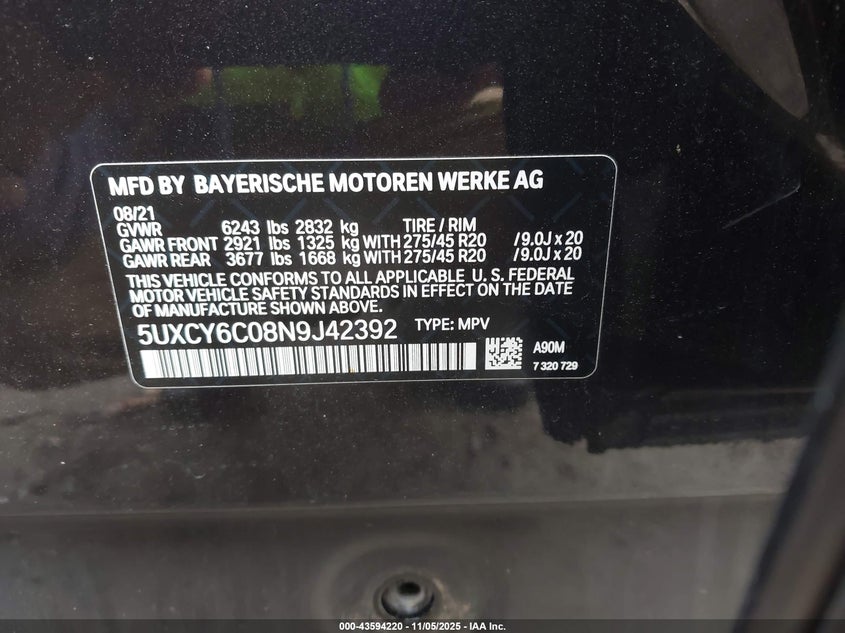 MFD BY BAYERISCHE MOTOREN WERKE AG
08/21
GVWR 6243 lbs 2832 kg TIRE / RIM
GAWR FRONT 2921 lbs 1325 kg WITH 275/45 R20 / 9.0J x 20
GAWR REAR 3677 lbs 1668 kg WITH 275/45 R20 / 9.0J x 20
THIS VEHICLE CONFORMS TO ALL APPLICABLE U. S. FEDERAL
MOTOR VEHICLE SAFETY STANDARDS IN EFFECT ON THE DATE
OF MANUFACTURE SHOWN ABOVE.
5UXCY6C08N9J42392 TYPE: MPV
A90M
7 320 729
000-43594220 - 11/05/2025 - IAA Inc.